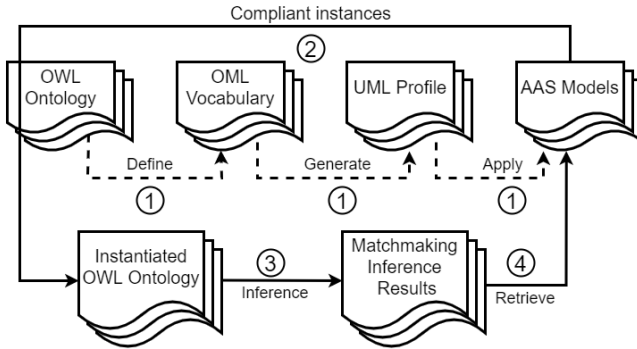 Compliant instances
2
OWL
Ontology
OML
Vocabulary
UML Profile
AAS Models
Define
Generate
Apply
1
1
1
Instantiated
OWL Ontology
3
Inference
Matchmaking
Inference
Results
4
Retrieve